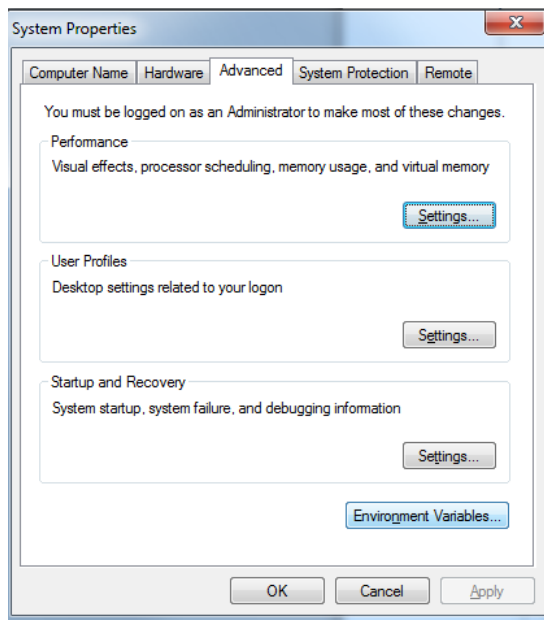 System Properties
Computer Name Hardware Advanced System Protection Remote
You must be logged on as an Administrator to make most of these changes.
Performance
Visual effects, processor scheduling, memory usage, and virtual memory
Settings...
User Profiles
Desktop settings related to your logon
Settings...
Startup and Recovery
System startup, system failure, and debugging information
Settings...
Environment Variables...
OK Cancel Apply